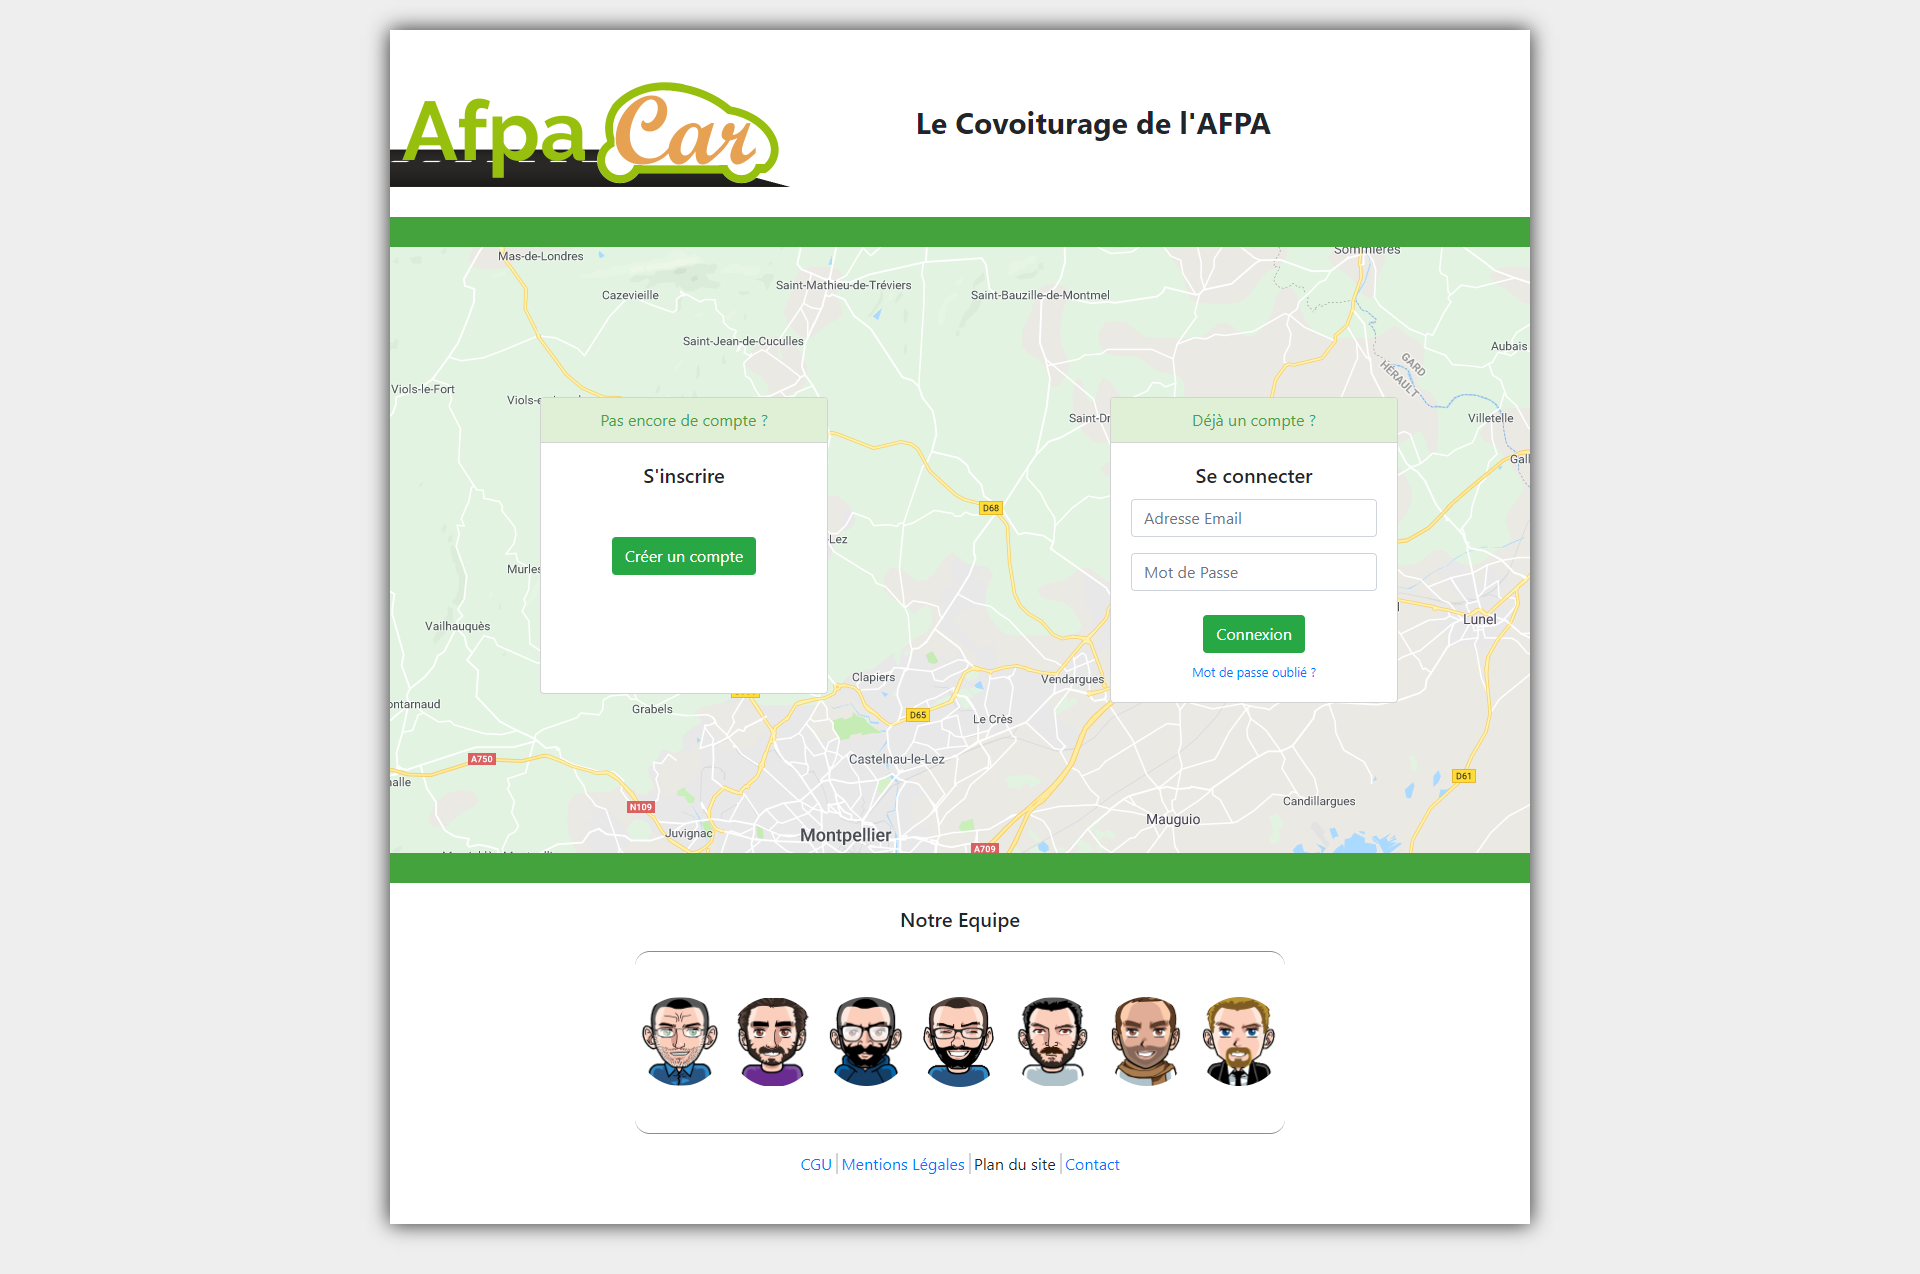 Afpa Car
Le Covoiturage de l'AFPA
Mas-de-Londres
Sommières
Cazevieille
Saint-Mathieu-de-Tréviers
Saint-Bauzille-de-Montmel
Saint-Jean-de-Cuculles
Aubais
GARD
HÉRAULT
Viols-le-Fort
Viols-e
Saint-Dr
Villetelle
Gall
Pas encore de compte ?
S'inscrire
Créer un compte
Déjà un compte ?
Se connecter
Adresse Email
Mot de Passe
Connexion
Mot de passe oublié ?
D68
-Lez
Murles
Vailhauquès
Lunel
Clapiers
Vendargues
ontarnaud
Grabels
D65
Le Crès
A750
Castelnau-le-Lez
alle
D61
N109
Candillargues
Juvignac
Montpellier
Mauguio
A709
Notre Equipe
CGU Mentions Légales Plan du site Contact